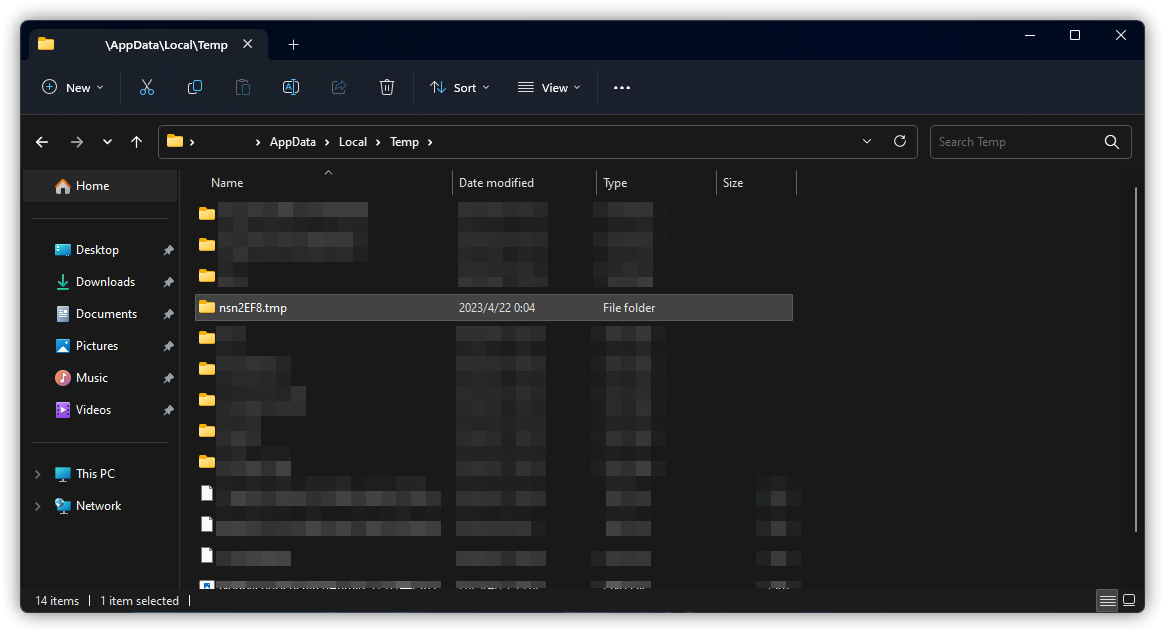 \AppData\Local\Temp
New
Sort
View
AppData
Local
Temp
Search Temp
Home
Name
Date modified
Type
Size
Desktop
Downloads
nsn2EF8.tmp 2023/4/22 0:04 File folder
Documents
Pictures
Music
Videos
This PC
Network
14 items
1 item selected